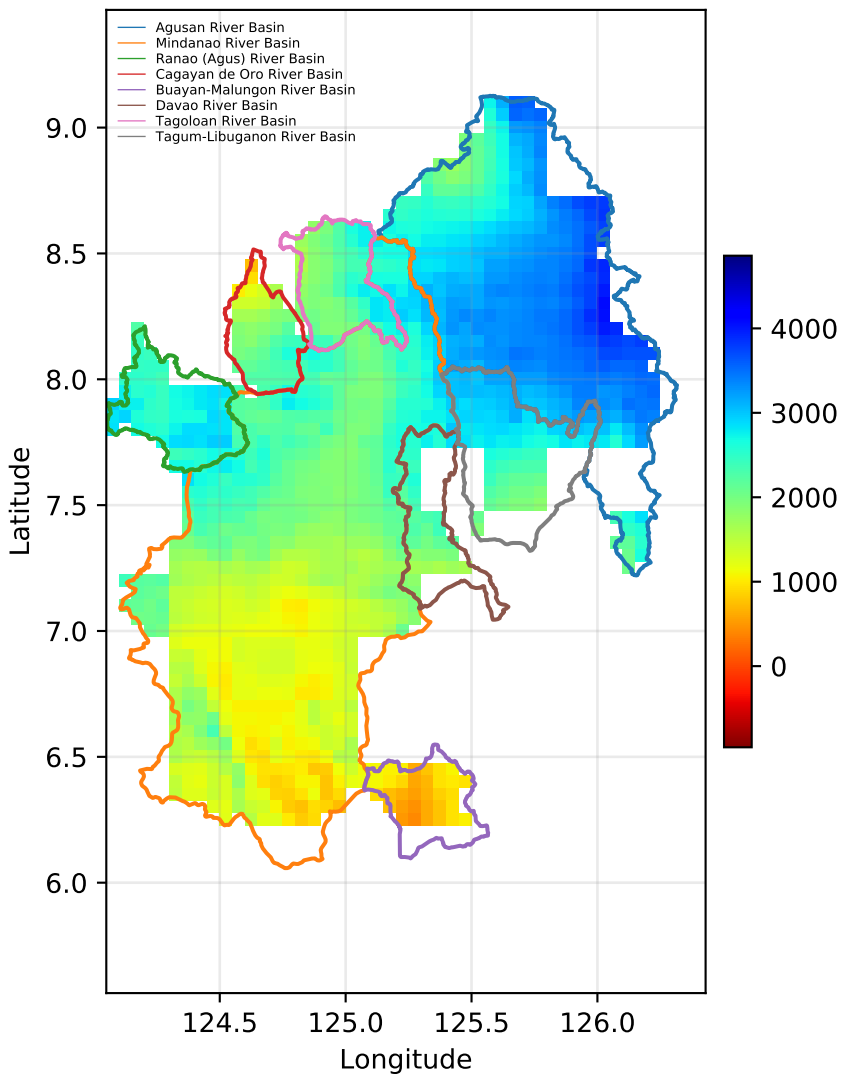 Agusan River Basin
Mindanao River Basin
Ranao (Agus) River Basin
Cagayan de Oro River Basin
Buayan-Malungon River Basin
Davao River Basin
Tagoloan River Basin
Tagum-Libuganon River Basin
9.0
8.5
8.0
7.5
7.0
6.5
6.0
Latitude
124.5 125.0 125.5 126.0
Longitude
4000
3000
2000
1000
0